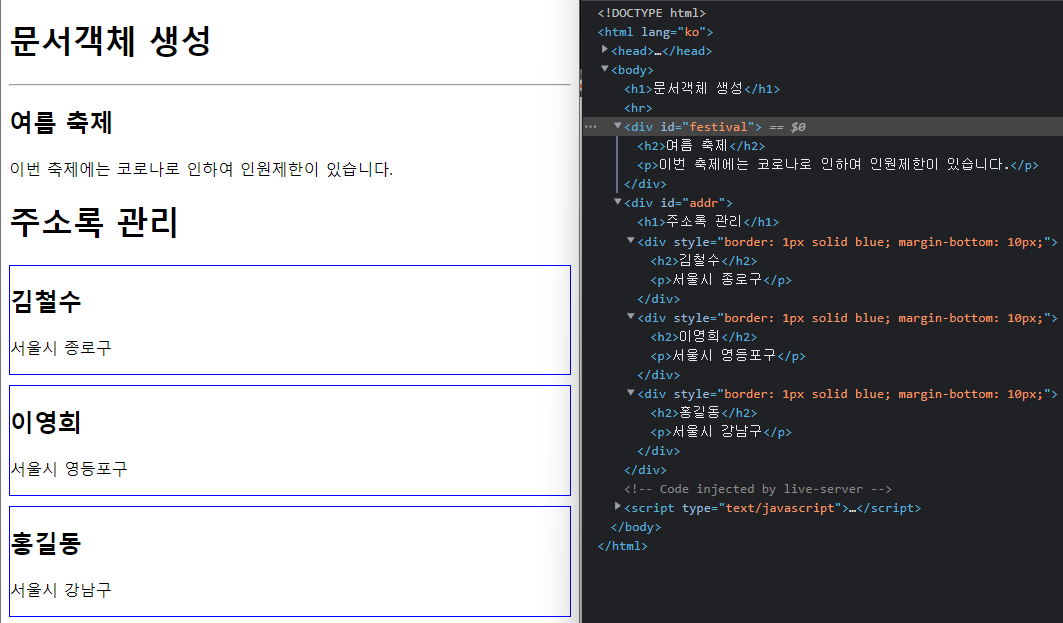 문서객체 생성
여름 축제
이번 축제에는 코로나로 인하여 인원제한이 있습니다.
주소록 관리
김철수
서울시 종로구
이영희
서울시 영등포구
홍길동
서울시 강남구
<!DOCTYPE html>
<html lang="ko">
<head>…</head>
<body>
<h1>문서객체 생성</h1>
<hr>
<div id="festival"> == $0
<h2>여름 축제</h2>
<p>이번 축제에는 코로나로 인하여 인원제한이 있습니다.</p>
</div>
<div id="addr">
<h1>주소록 관리</h1>
<div style="border: 1px solid blue; margin-bottom: 10px;">
<h2>김철수</h2>
<p>서울시 종로구</p>
</div>
<div style="border: 1px solid blue; margin-bottom: 10px;">
<h2>이영희</h2>
<p>서울시 영등포구</p>
</div>
<div style="border: 1px solid blue; margin-bottom: 10px;">
<h2>홍길동</h2>
<p>서울시 강남구</p>
</div>
</div>
<!-- Code injected by live-server -->
<script type="text/javascript">…</script>
</body>
</html>